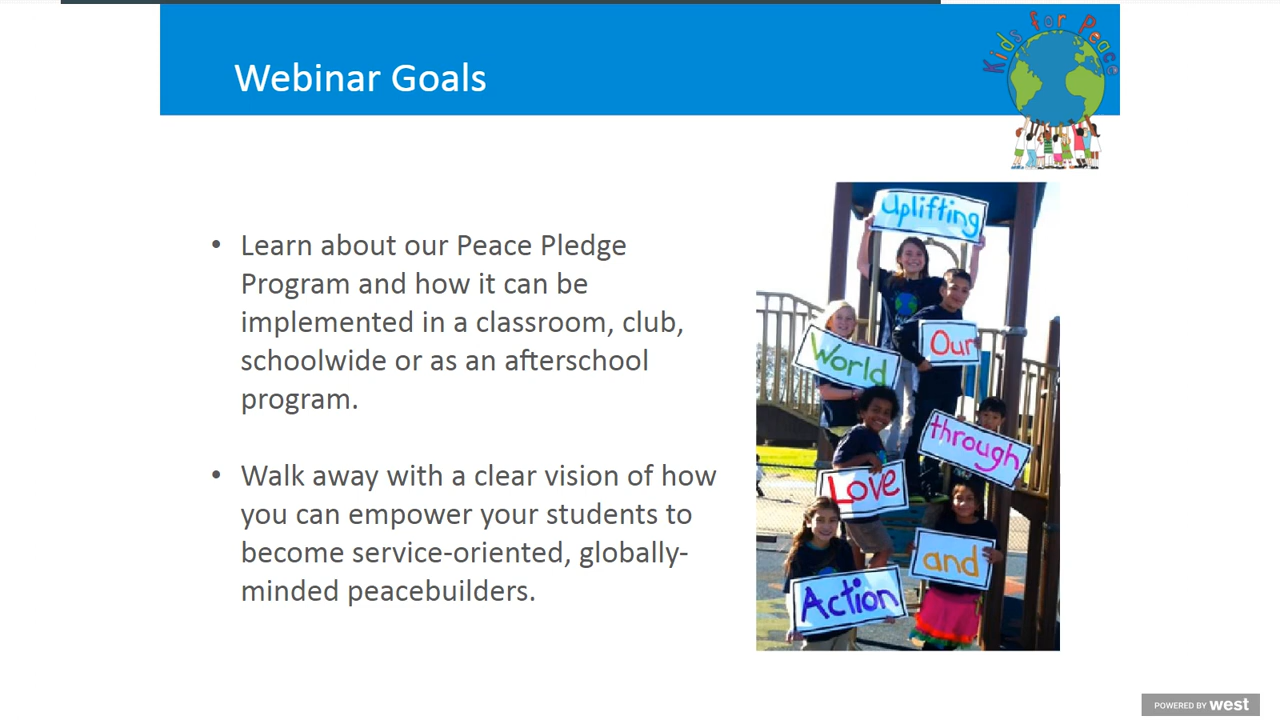 Kids for Peace
Webinar Goals
• Learn about our Peace Pledge
Program and how it can be
implemented in a classroom, club,
schoolwide or as an afterschool
program.
• Walk away with a clear vision of how
you can empower your students to
become service-oriented, globally-
minded peacebuilders.
Uplifting
Our
World
through
Love
and
Action
POWERED BY west